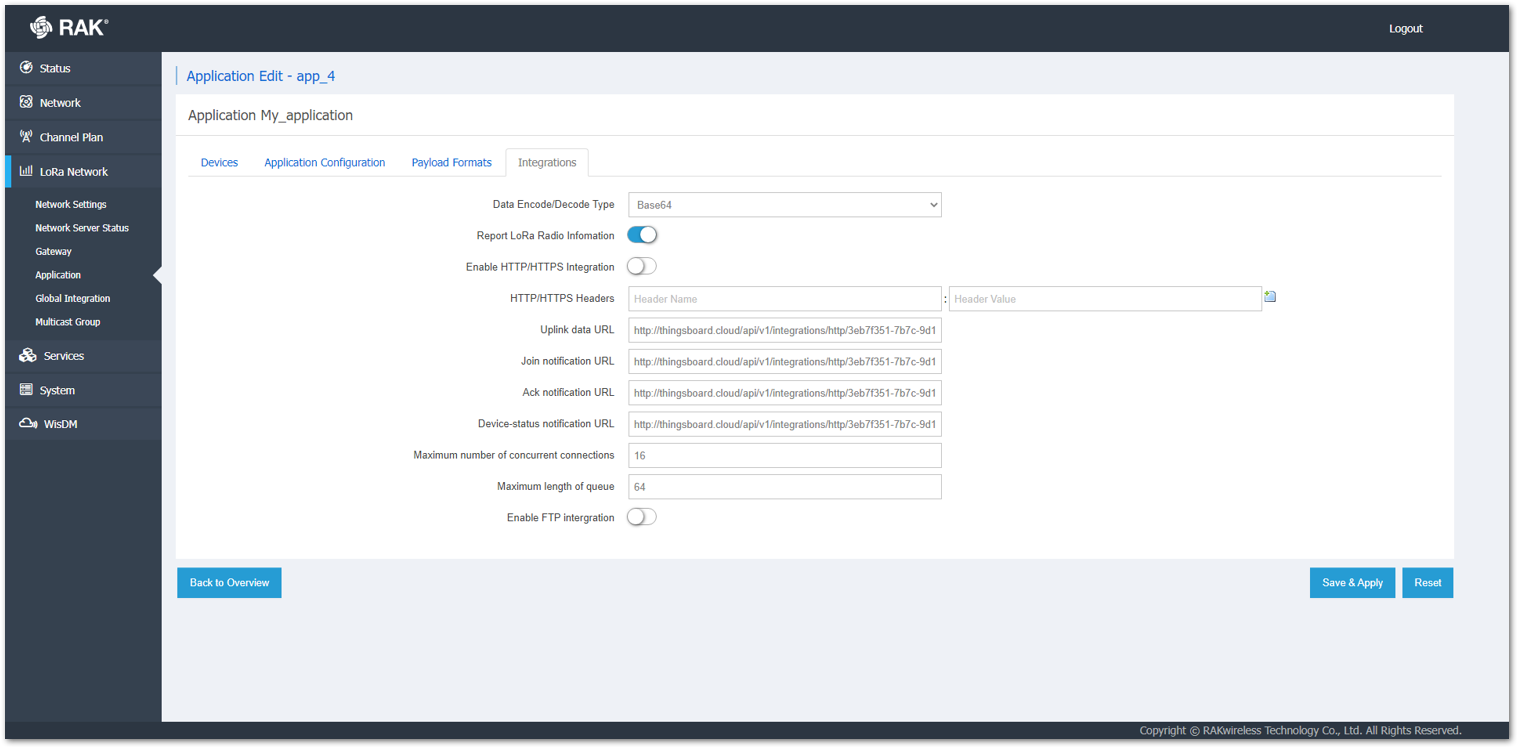 RAK®
Logout
Status
Network
Channel Plan
LoRa Network
Network Settings
Network Server Status
Gateway
Application
Global Integration
Multicast Group
Services
System
WisDM
Application Edit - app_4
Application My_application
Devices Application Configuration Payload Formats Integrations
Data Encode/Decode Type Base64
Report LoRa Radio Infomation
Enable HTTP/HTTPS Integration
HTTP/HTTPS Headers Header Name : Header Value
Uplink data URL http://thingsboard.cloud/api/v1/integrations/http/3eb7f351-7b7c-9d1
Join notification URL http://thingsboard.cloud/api/v1/integrations/http/3eb7f351-7b7c-9d1
Ack notification URL http://thingsboard.cloud/api/v1/integrations/http/3eb7f351-7b7c-9d1
Device-status notification URL http://thingsboard.cloud/api/v1/integrations/http/3eb7f351-7b7c-9d1
Maximum number of concurrent connections 16
Maximum length of queue 64
Enable FTP intergration
Back to Overview Save & Apply Reset
Copyright © RAKwireless Technology Co., Ltd. All Rights Reserved.